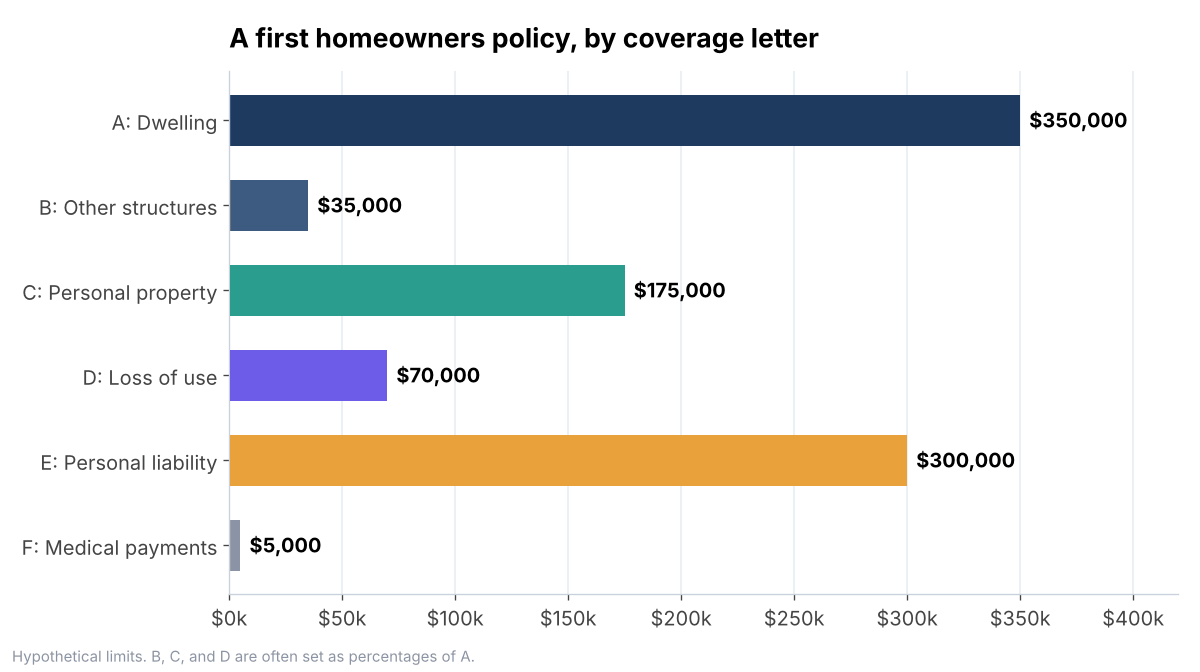 A first homeowners policy, by coverage letter
A: Dwelling $350,000
B: Other structures $35,000
C: Personal property $175,000
D: Loss of use $70,000
E: Personal liability $300,000
F: Medical payments $5,000
$0k $50k $100k $150k $200k $250k $300k $350k $400k
Hypothetical limits. B, C, and D are often set as percentages of A.